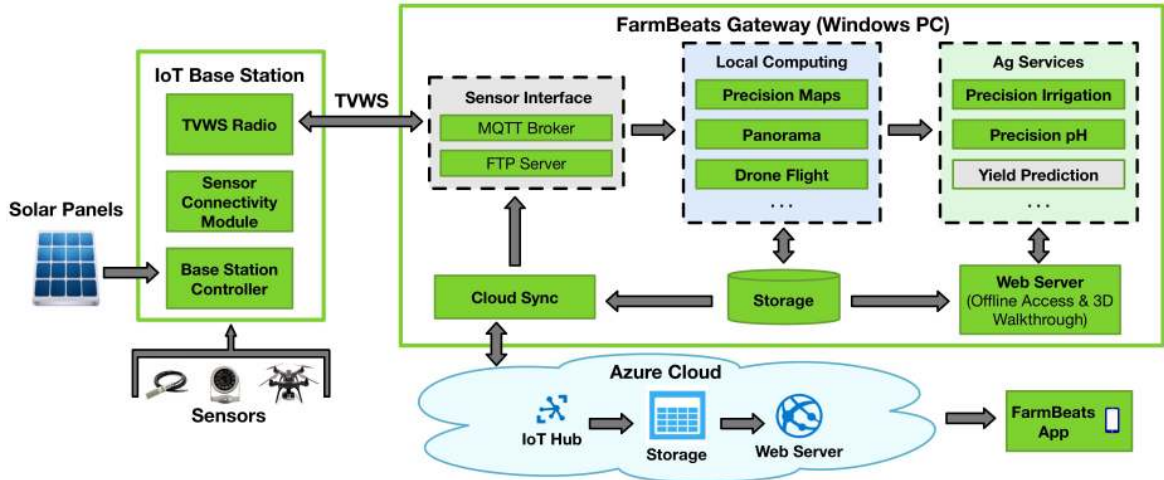 FarmBeats Gateway (Windows PC)
IoT Base Station
TVWS Radio
Sensor
Connectivity
Module
Base Station
Controller
Solar Panels
Sensors
TVWS
Sensor Interface
MQTT Broker
FTP Server
Local Computing
Precision Maps
Panorama
Drone Flight
...
Ag Services
Precision Irrigation
Precision pH
Yield Prediction
...
Cloud Sync
Storage
Web Server
(Offline Access & 3D
Walkthrough)
Azure Cloud
IoT Hub
Storage
Web Server
FarmBeats
App